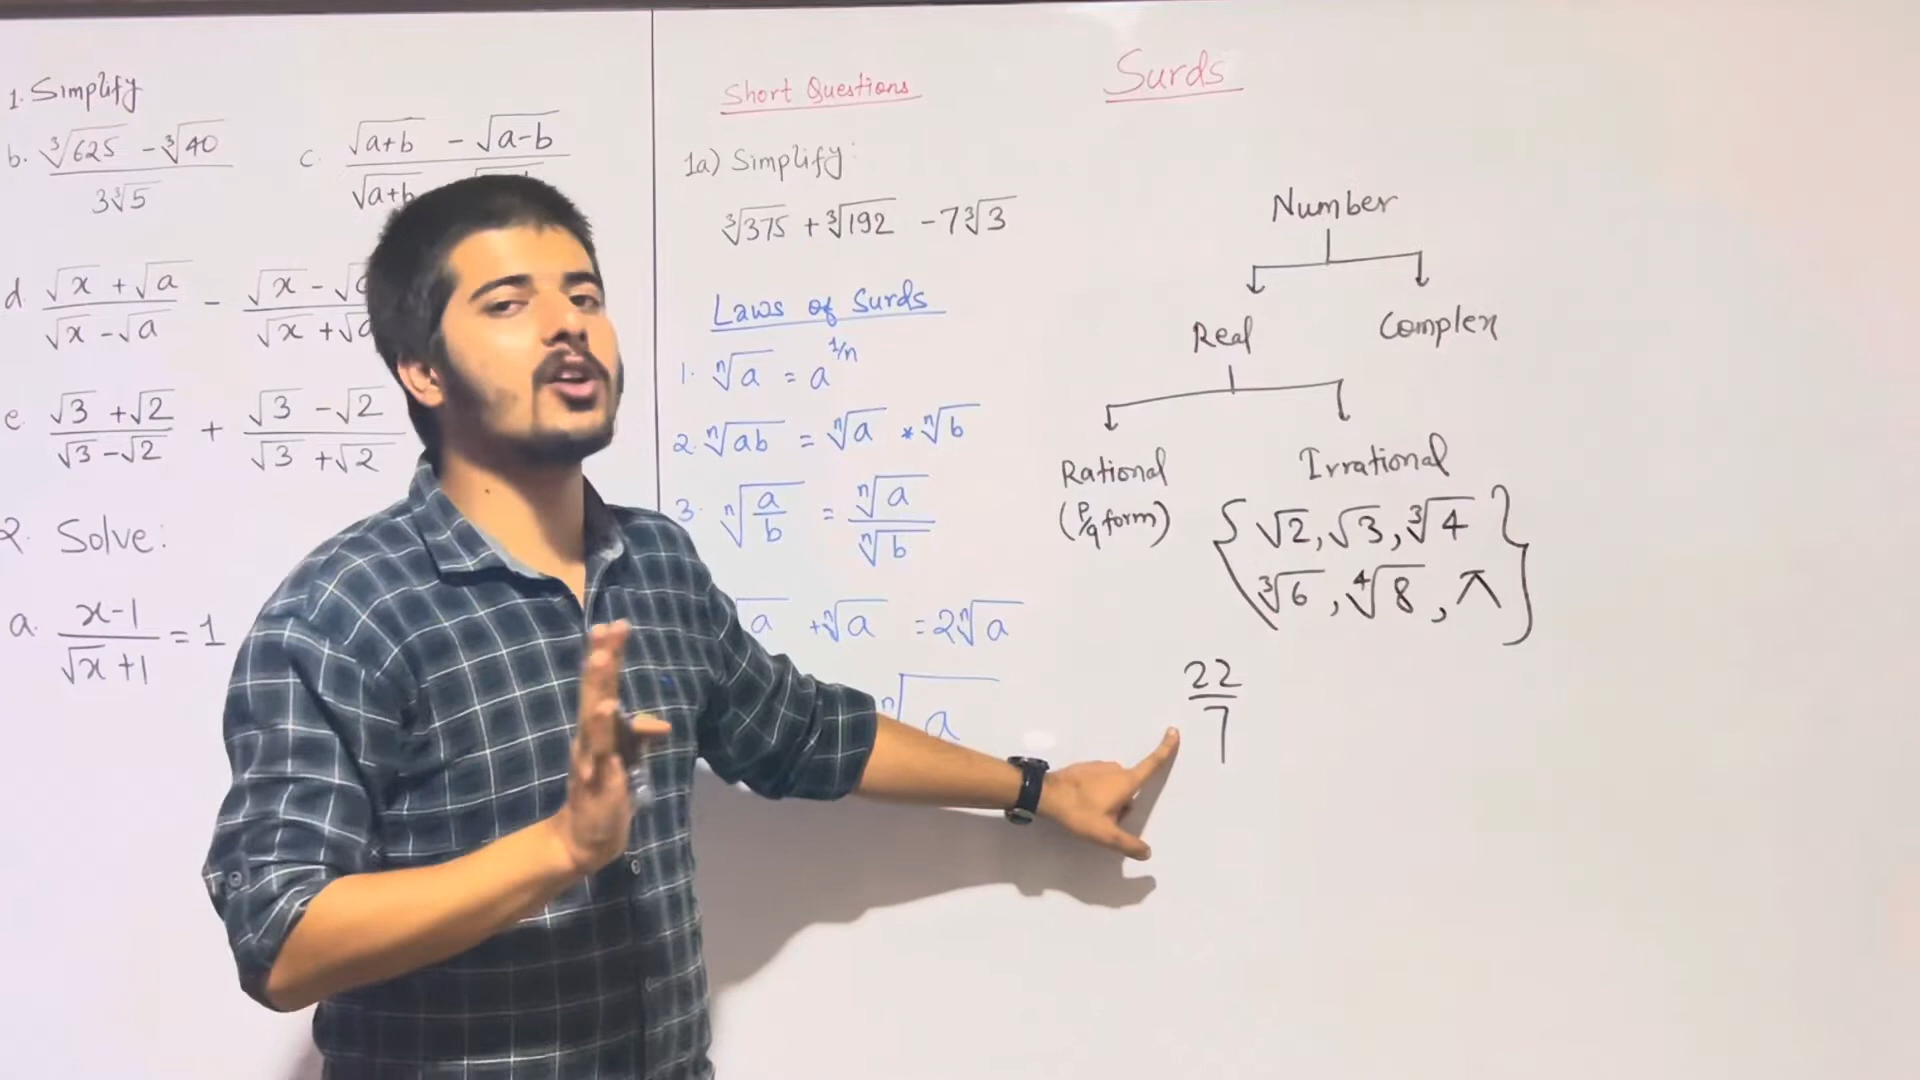 1. Simplify
b. (∛625 - ∛40) / 3∛5
c. (√a+b - √a-b) / √a+b
d. (√x + √a) / (√x - √a) - (√x - √a) / (√x + √a
e. (√3 + √2) / (√3 - √2) + (√3 - √2) / (√3 + √2)
2. Solve:
a. (x-1) / (√x + 1) = 1
Short Questions
1a) Simplify:
∛375 + ∛192 - 7∛3
Laws of Surds
1. ⁿ√a = a^1/n
2. ⁿ√ab = ⁿ√a * ⁿ√b
3. ⁿ√(a/b) = ⁿ√a / ⁿ√b
√a + ⁿ√a = 2ⁿ√a
ⁿ√a
Surds
Number
Real Complex
Rational Irrational
(p/q form) { √2, √3, ∛4
∛6, ∜8, π }
22/7